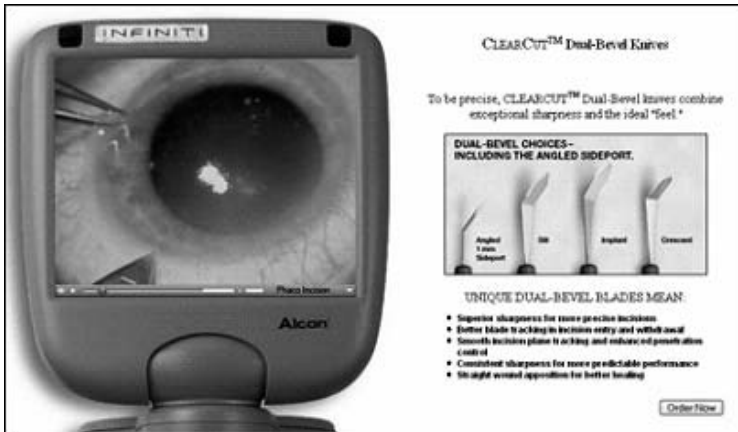 INFINITI
Phaco Incision
Alcon
CLEARCUT™ Dual-Bevel Knives
To be precise, CLEARCUT™ Dual-Bevel knives combine
exceptional sharpness and the ideal "feel."
DUAL-BEVEL CHOICES–
INCLUDING THE ANGLED SIDEPORT.
Angled
1 mm
Sideport
Slit
Implant
Crescent
UNIQUE DUAL-BEVEL BLADES MEAN:
• Superior sharpness for more precise incisions
• Better blade tracking in incision entry and withdrawal
• Smooth incision plane tracking and enhanced penetration
control
• Consistent sharpness for more predictable performance
• Straight wound apposition for better healing
Order Now